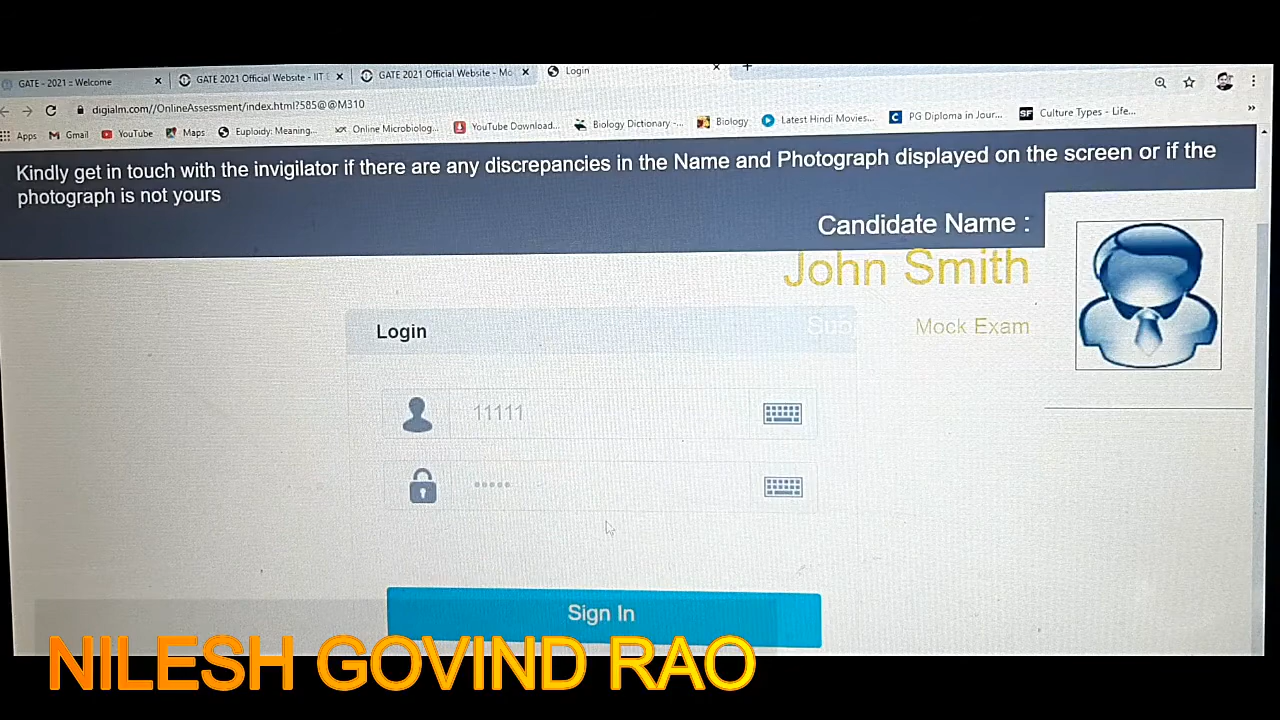 GATE - 2021 :: Welcome
GATE 2021 Official Website - IIT
GATE 2021 Official Website - Mo
Login
digialm.com//OnlineAssessment/index.html?585@@M310
Apps
Gmail
YouTube
Maps
Euploidy: Meaning...
Online Microbiolog...
YouTube Download...
Biology Dictionary -...
Biology
Latest Hindi Movies...
PG Diploma in Jour...
SF Culture Types - Life...
Kindly get in touch with the invigilator if there are any discrepancies in the Name and Photograph displayed on the screen or if the
photograph is not yours
Candidate Name :
John Smith
Sub
Mock Exam
Login
11111
•••••
Sign In
NILESH GOVIND RAO